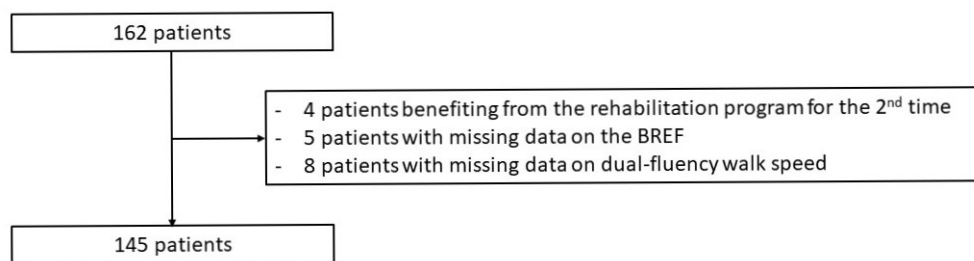 162 patients
- 4 patients benefiting from the rehabilitation program for the 2nd time
- 5 patients with missing data on the BREF
- 8 patients with missing data on dual-fluency walk speed
145 patients